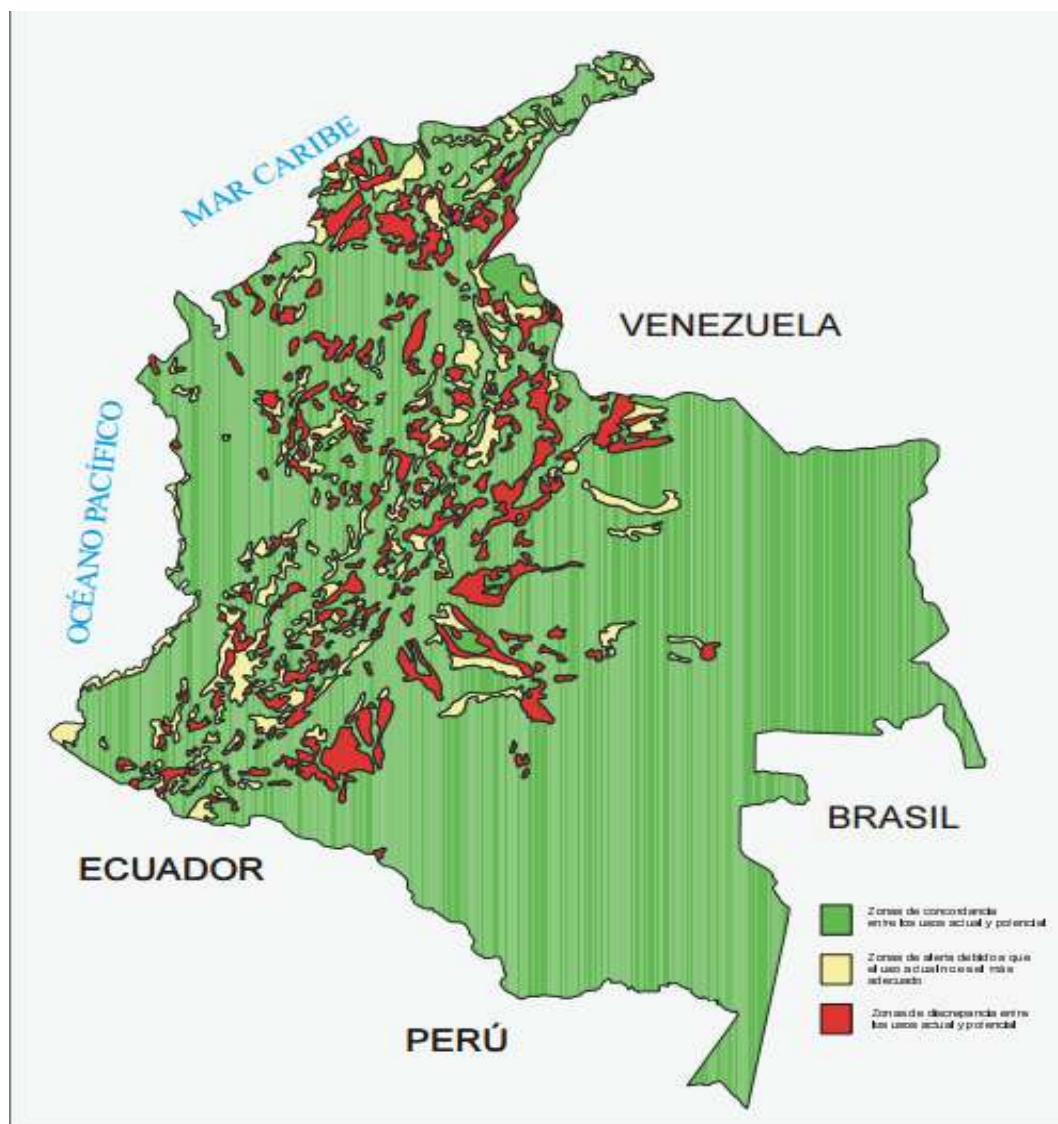 MAR CARIBE
VENEZUELA
OCÉANO PACÍFICO
BRASIL
ECUADOR
PERÚ
Zonas de concordancia
entre los usos actual y potencial
Zonas de alerta debido a que
el uso actual no es el más
adecuado
Zonas de discrepancia entre
los usos actual y potencial